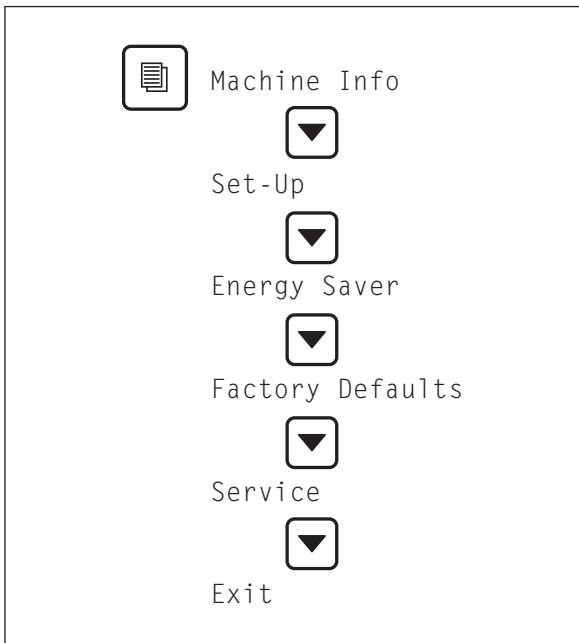 Machine Info
Set-Up
Energy Saver
Factory Defaults
Service
Exit